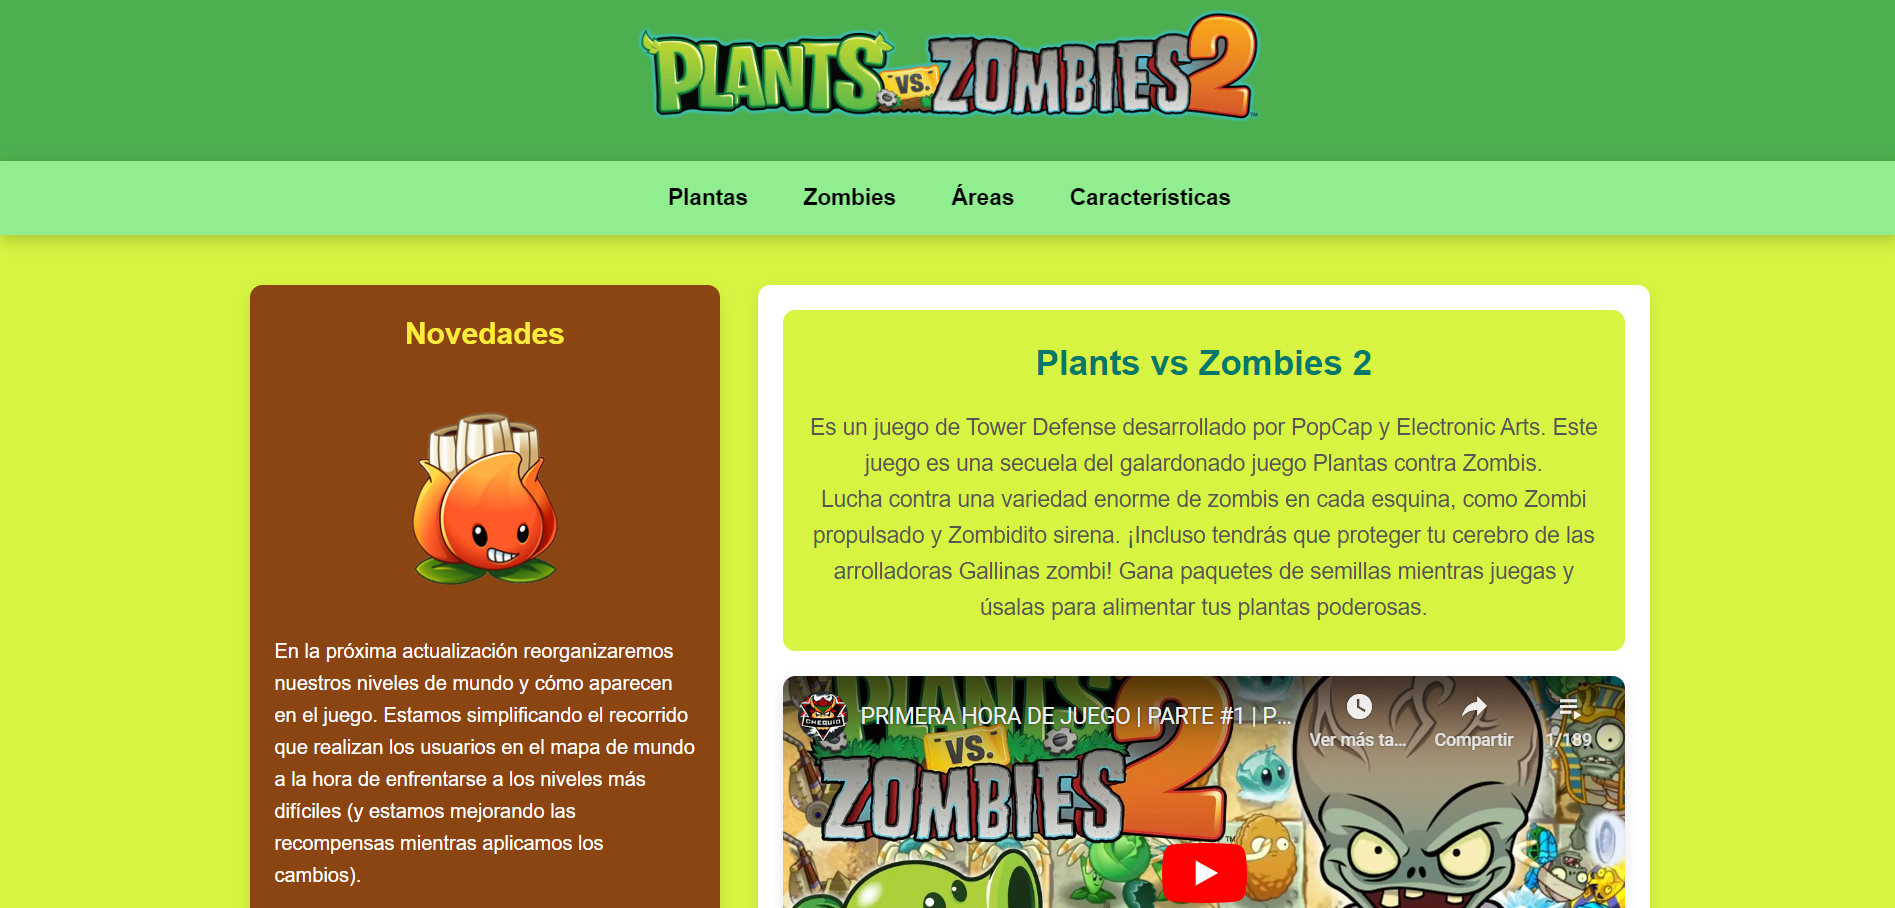 PLANTS VS. ZOMBIES 2 ™
Plantas Zombies Áreas Características
Novedades
En la próxima actualización reorganizaremos
nuestros niveles de mundo y cómo aparecen
en el juego. Estamos simplificando el recorrido
que realizan los usuarios en el mapa de mundo
a la hora de enfrentarse a los niveles más
difíciles (y estamos mejorando las
recompensas mientras aplicamos los
cambios).
Plants vs Zombies 2
Es un juego de Tower Defense desarrollado por PopCap y Electronic Arts. Este
juego es una secuela del galardonado juego Plantas contra Zombis.
Lucha contra una variedad enorme de zombis en cada esquina, como Zombi
propulsado y Zombidito sirena. ¡Incluso tendrás que proteger tu cerebro de las
arrolladoras Gallinas zombi! Gana paquetes de semillas mientras juegas y
úsalas para alimentar tus plantas poderosas.
CHEQUIO
PRIMERA HORA DE JUEGO | PARTE #1 | P...
Ver más ta...
Compartir
1/189
PLANTS
VS.
ZOMBIES 2 ™